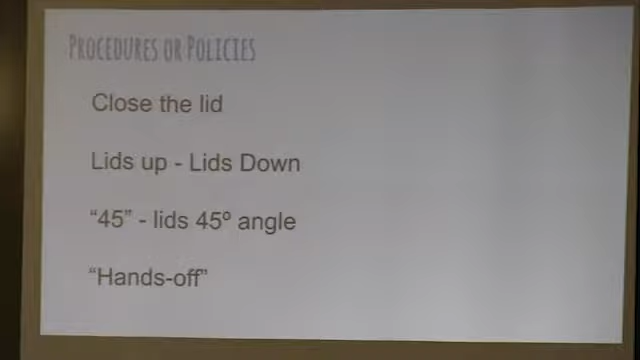 PROCEDURES OR POLICIES
Close the lid
Lids up - Lids Down
“45” - lids 45º angle
“Hands-off”